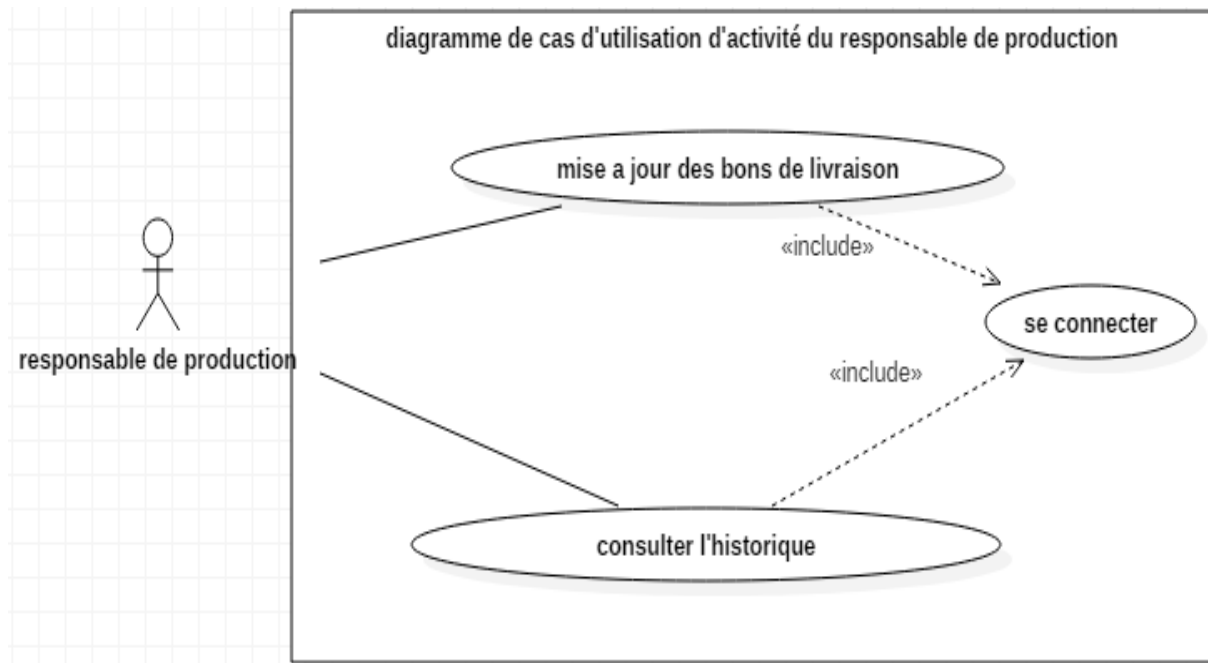 diagramme de cas d'utilisation d'activité du responsable de production
mise a jour des bons de livraison
«include»
se connecter
responsable de production
«include»
consulter l'historique